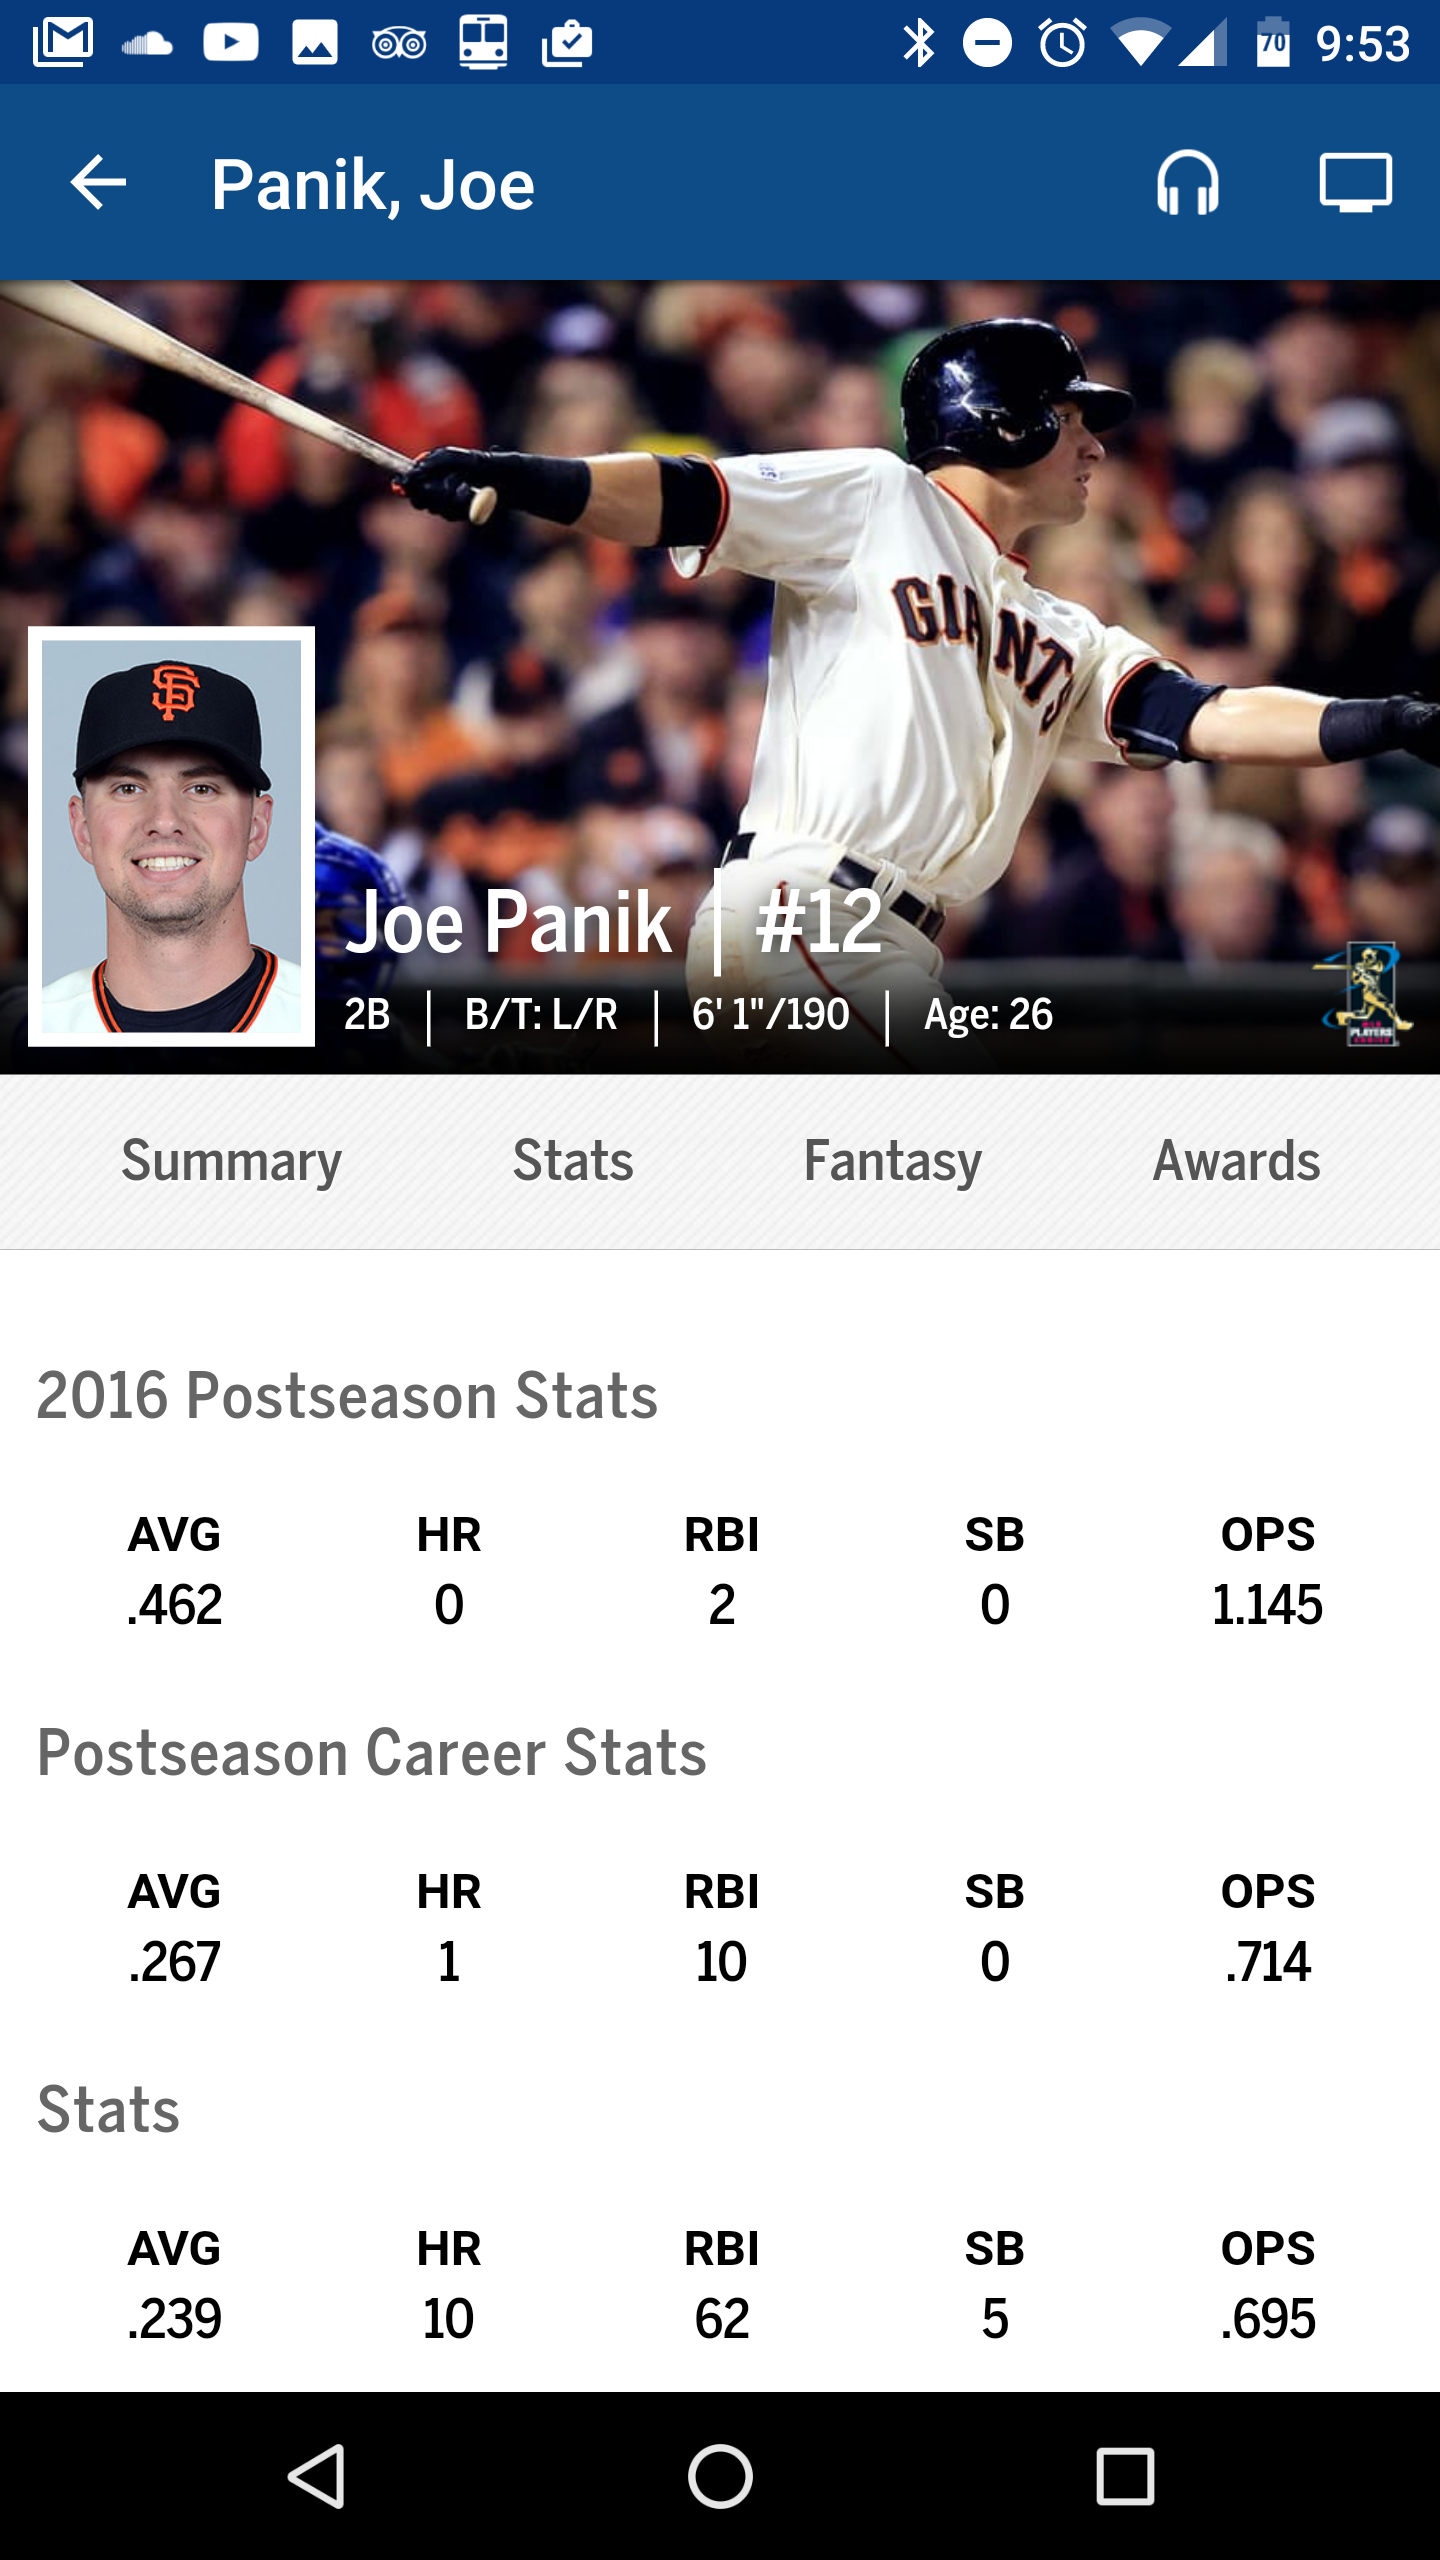 70 9:53
Panik, Joe
GIANTS
SF
Joe Panik | #12
2B | B/T: L/R | 6' 1"/190 | Age: 26
PLAYERS
Summary Stats Fantasy Awards
2016 Postseason Stats
AVG HR RBI SB OPS
.462 0 2 0 1.145
Postseason Career Stats
AVG HR RBI SB OPS
.267 1 10 0 .714
Stats
AVG HR RBI SB OPS
.239 10 62 5 .695